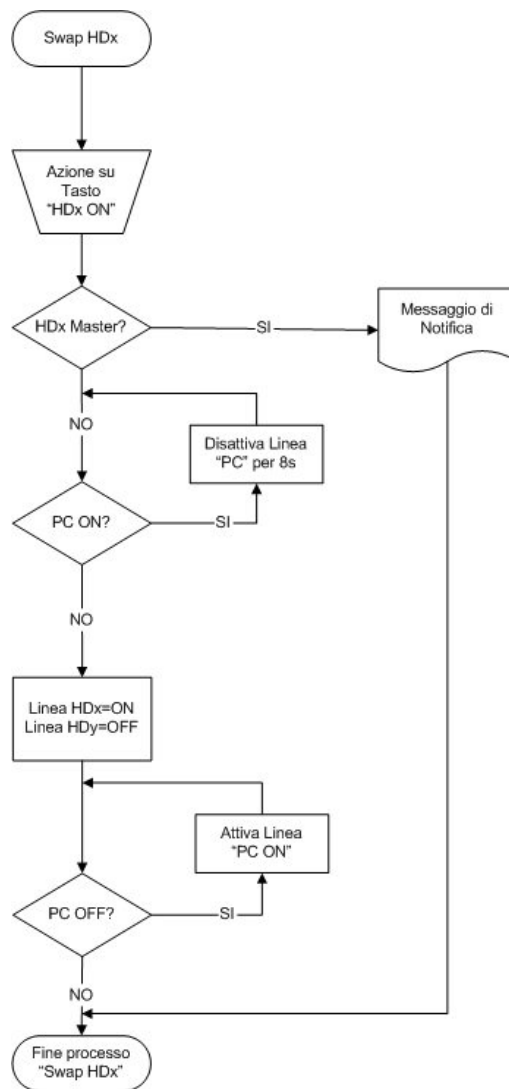 Swap HDx
Azione su
Tasto
“HDx ON”
HDx Master?
SI
Messaggio di
Notifica
NO
Disattiva Linea
“PC” per 8s
PC ON?
SI
NO
Linea HDx=ON
Linea HDy=OFF
Attiva Linea
“PC ON”
PC OFF?
SI
NO
Fine processo
“Swap HDx”